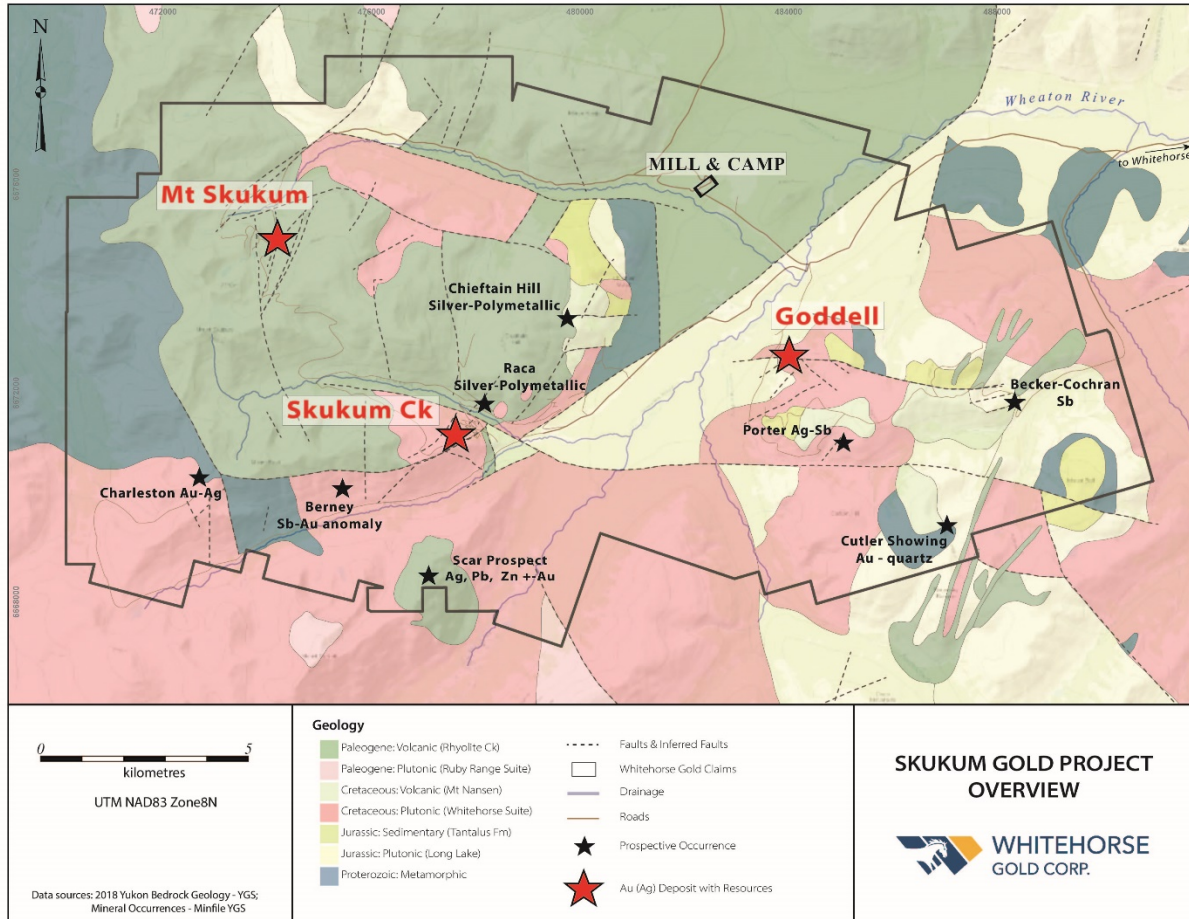 472000
476000
480000
484000
488000
N
Wheaton River
to Whitehorse
MILL & CAMP
6676000
Mt Skukum
Chieftain Hill
Silver-Polymetallic
Goddell
Raca
Silver-Polymetallic
6672000
Becker-Cochran
Sb
Skukum Ck
Porter Ag-Sb
Charleston Au-Ag
Berney
Sb-Au anomaly
Cutler Showing
Au - quartz
Scar Prospect
Ag, Pb, Zn +-Au
6668000
0 5
kilometres
UTM NAD83 Zone8N
Data sources: 2018 Yukon Bedrock Geology - YGS;
Mineral Occurrences - Minfile YGS
Geology
Paleogene: Volcanic (Rhyolite Ck)
Paleogene: Plutonic (Ruby Range Suite)
Cretaceous: Volcanic (Mt Nansen)
Cretaceous: Plutonic (Whitehorse Suite)
Jurassic: Sedimentary (Tantalus Fm)
Jurassic: Plutonic (Long Lake)
Proterozoic: Metamorphic
Faults & Inferred Faults
Whitehorse Gold Claims
Drainage
Roads
Prospective Occurrence
Au (Ag) Deposit with Resources
SKUKUM GOLD PROJECT
OVERVIEW
WHITEHORSE
GOLD CORP.